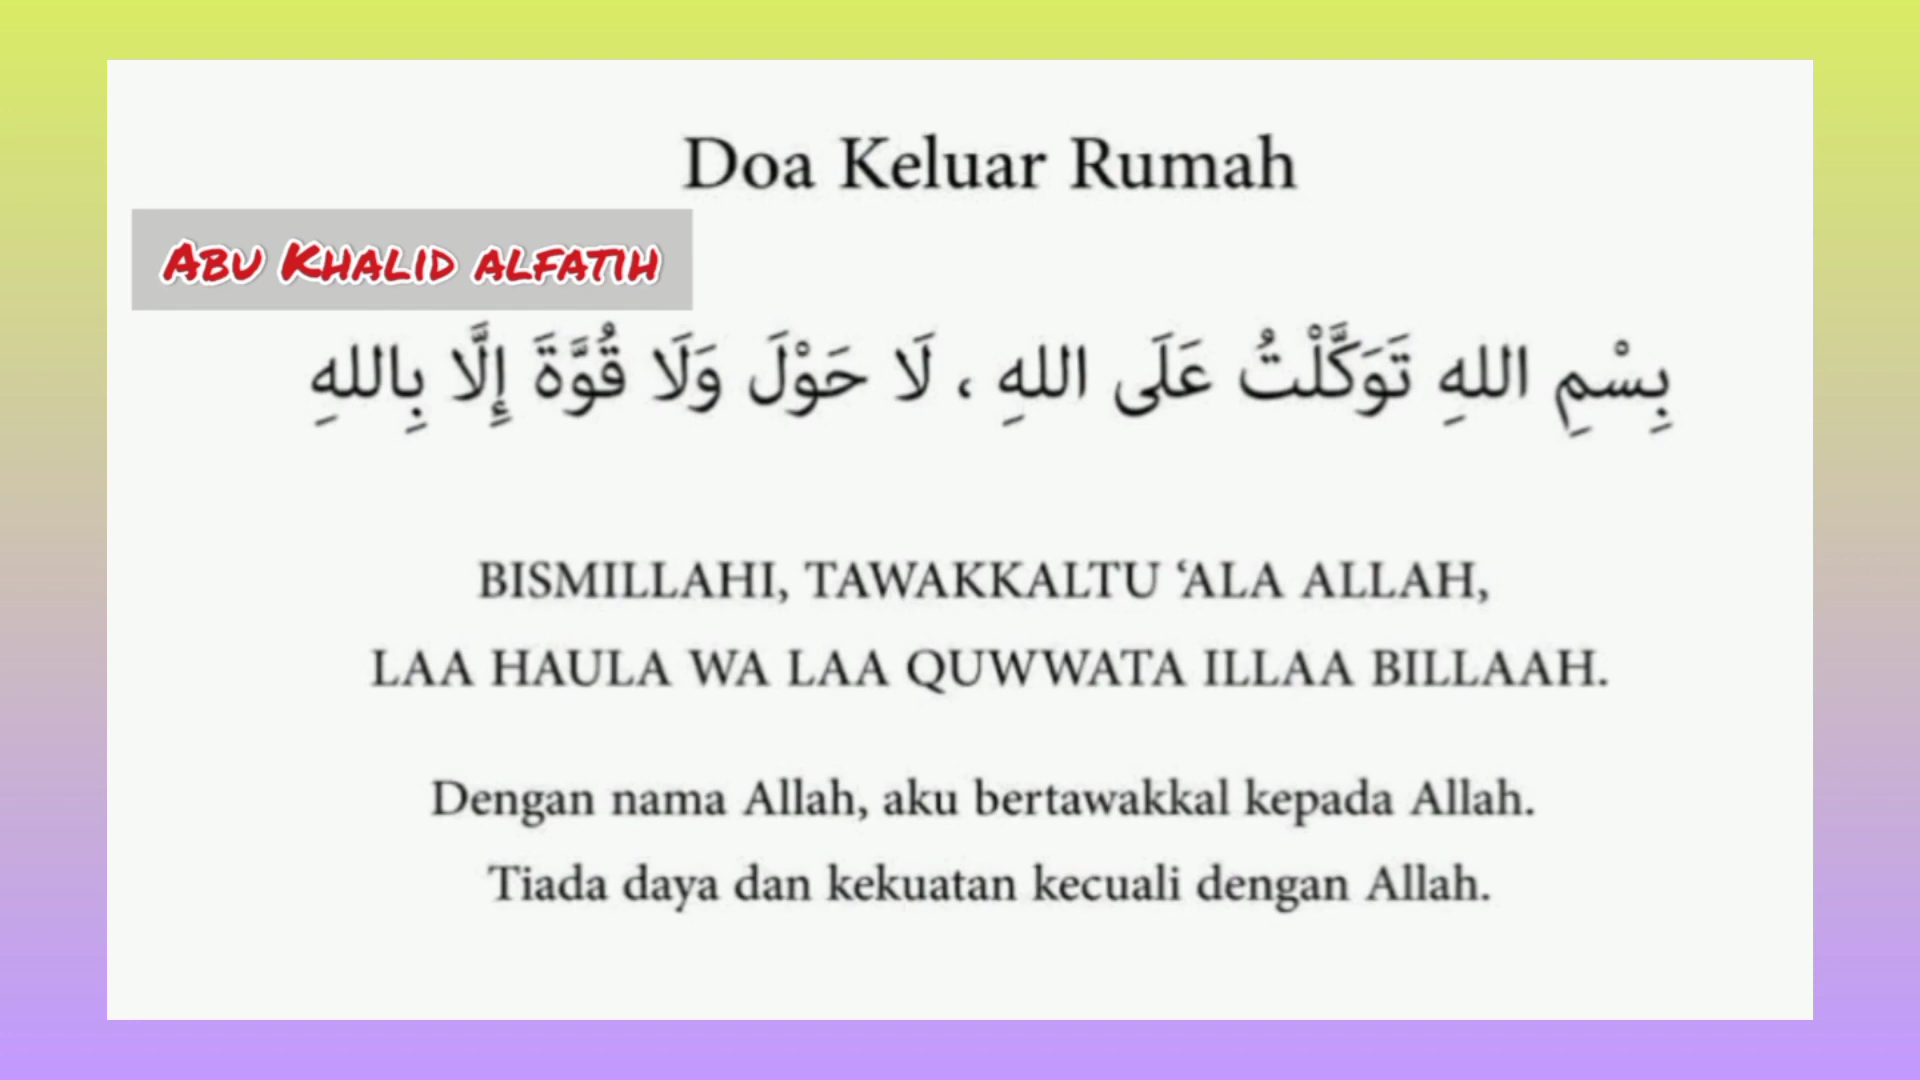 Doa Keluar Rumah
ABU KHALID ALFATIH
بِسْمِ اللهِ تَوَكَّلْتُ عَلَى اللهِ ، لَا حَوْلَ وَلَا قُوَّةَ إِلَّا بِاللهِ
BISMILLAHI, TAWAKKALTU ‘ALA ALLAH,
LAA HAULA WA LAA QUWWATA ILLAA BILLAAH.
Dengan nama Allah, aku bertawakkal kepada Allah.
Tiada daya dan kekuatan kecuali dengan Allah.